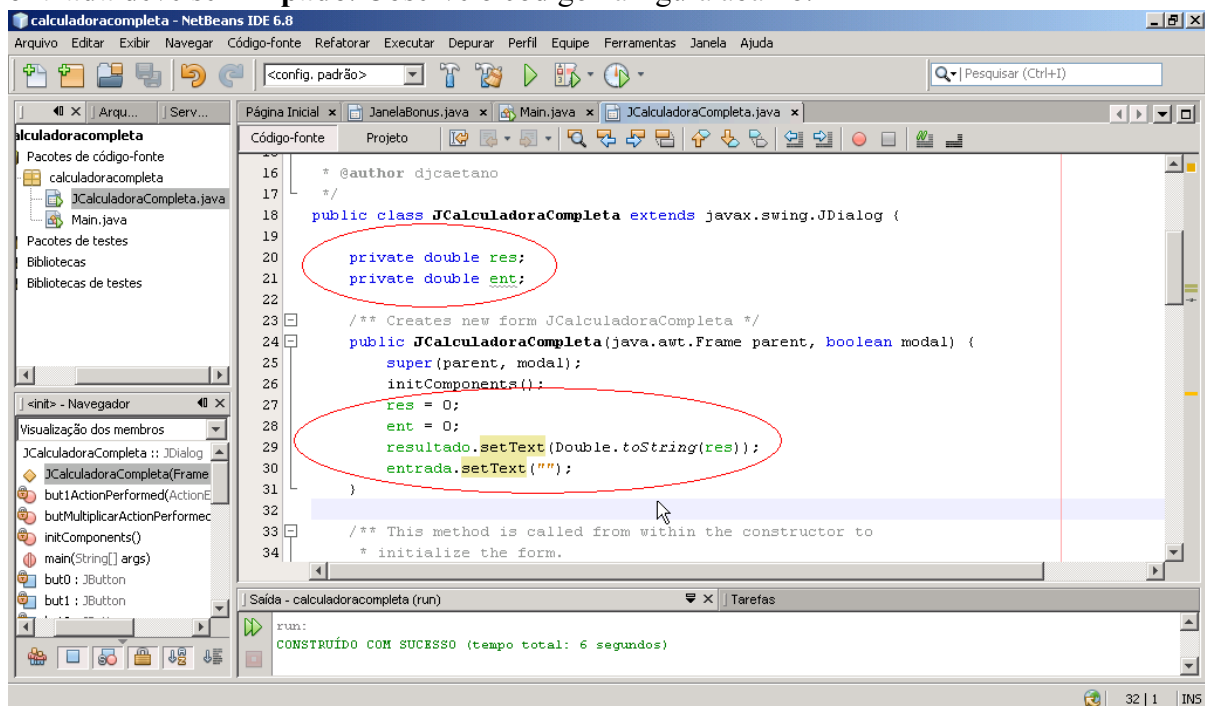 calculadoracompleta - NetBeans IDE 6.8
Arquivo Editar Exibir Navegar Código-fonte Refatorar Executar Depurar Perfil Equipe Ferramentas Janela Ajuda
<config. padrão>
Pesquisar (Ctrl+I)
Arqu... Serv...
Página Inicial JanelaBonus.java Main.java JCalculadoraCompleta.java
alculadoracompleta
Pacotes de código-fonte
calculadoracompleta
JCalculadoraCompleta.java
Main.java
Pacotes de testes
Bibliotecas
Bibliotecas de testes
Código-fonte Projeto
16 * @author djcaetano
17 */
18 public class JCalculadoraCompleta extends javax.swing.JDialog {
19
20 private double res;
21 private double ent;
22
23 /** Creates new form JCalculadoraCompleta */
24 public JCalculadoraCompleta(java.awt.Frame parent, boolean modal) {
25 super(parent, modal);
26 initComponents();
27 res = 0;
28 ent = 0;
29 resultado.setText(Double.toString(res));
30 entrada.setText("");
31 }
32
33 /** This method is called from within the constructor to
34 * initialize the form.
<init> - Navegador
Visualização dos membros
JCalculadoraCompleta :: JDialog
JCalculadoraCompleta(Frame
but1ActionPerformed(ActionE
butMultiplicarActionPerformec
initComponents()
main(String[] args)
but0 : JButton
but1 : JButton
Saída - calculadoracompleta (run) Tarefas
run:
CONSTRUÍDO COM SUCESSO (tempo total: 6 segundos)
32 | 1 INS